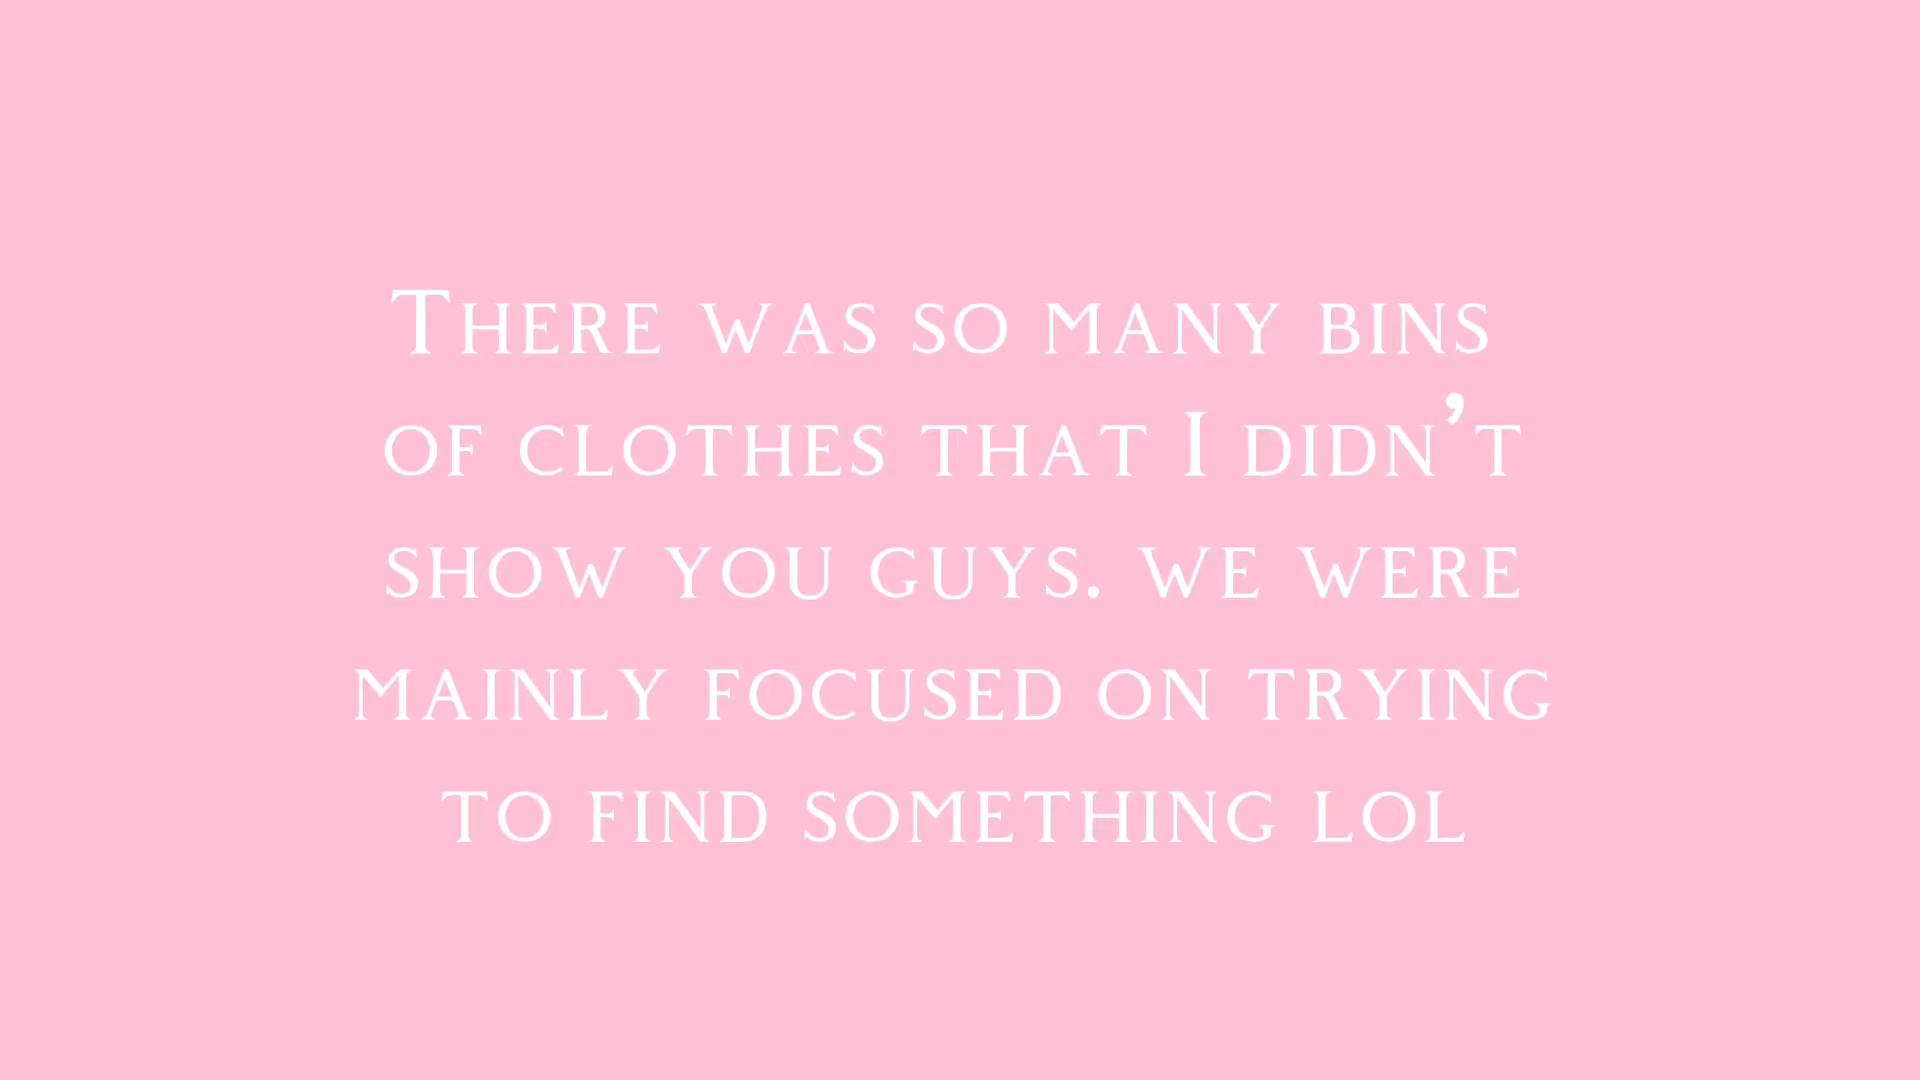 There was so many bins
of clothes that I didn't
show you guys. we were
mainly focused on trying
to find something lol